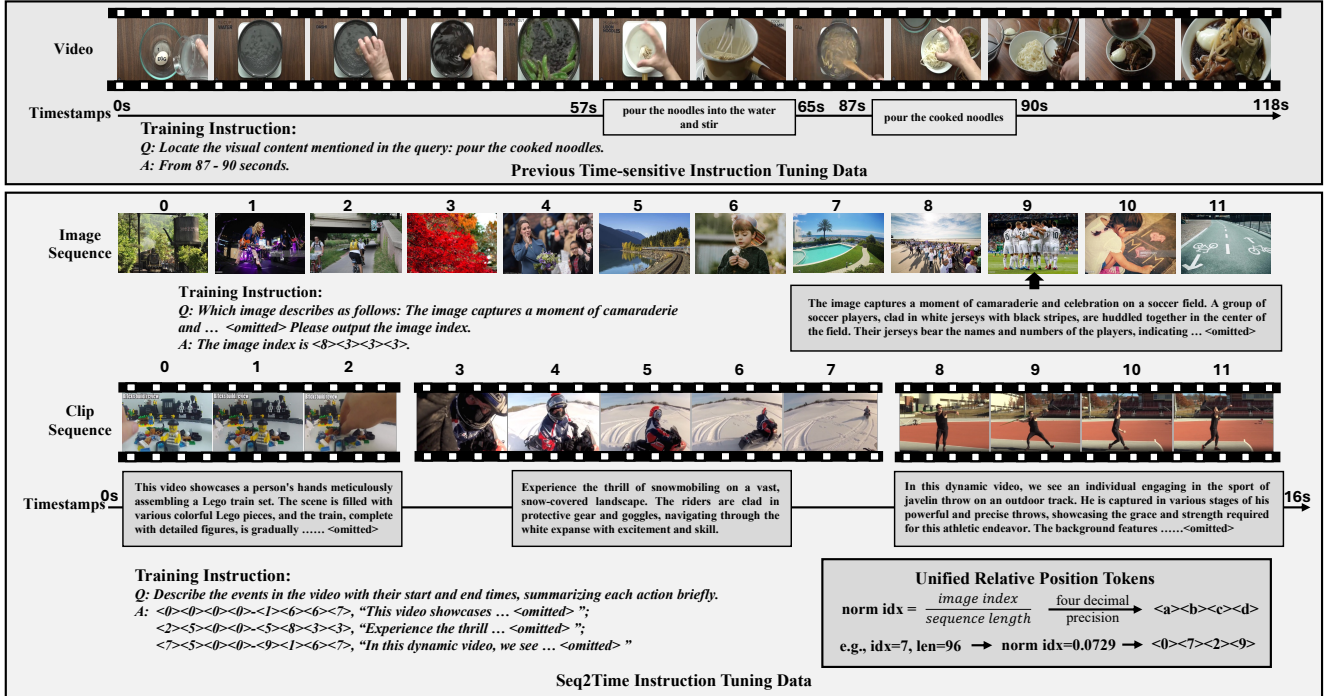 Video
Timestamps
0s
57s
pour the noodles into the water
and stir
65s
87s
pour the cooked noodles
90s
118s
Training Instruction:
Q: Locate the visual content mentioned in the query: pour the cooked noodles.
A: From 87 - 90 seconds.
Previous Time-sensitive Instruction Tuning Data
0 1 2 3 4 5 6 7 8 9 10 11
Image
Sequence
Training Instruction:
Q: Which image describes as follows: The image captures a moment of camaraderie
and … <omitted> Please output the image index.
A: The image index is <8><3><3><3>.
The image captures a moment of camaraderie and celebration on a soccer field. A group of
soccer players, clad in white jerseys with black stripes, are huddled together in the center of
the field. Their jerseys bear the names and numbers of the players, indicating … <omitted>
0 1 2 3 4 5 6 7 8 9 10 11
Clip
Sequence
Timestamps
0s
This video showcases a person's hands meticulously
assembling a Lego train set. The scene is filled with
various colorful Lego pieces, and the train, complete
with detailed figures, is gradually …… <omitted>
Experience the thrill of snowmobiling on a vast,
snow-covered landscape. The riders are clad in
protective gear and goggles, navigating through the
white expanse with excitement and skill.
In this dynamic video, we see an individual engaging in the sport of
javelin throw on an outdoor track. He is captured in various stages of his
powerful and precise throws, showcasing the grace and strength required
for this athletic endeavor. The background features ……<omitted>
16s
Training Instruction:
Q: Describe the events in the video with their start and end times, summarizing each action briefly.
A: <0><0><0><0>-<1><6><6><7>, “This video showcases … <omitted> ”;
<2><5><0><0>-<5><8><3><3>, “Experience the thrill … <omitted> ”;
<7><5><0><0>-<9><1><6><7>, “In this dynamic video, we see … <omitted> ”
Unified Relative Position Tokens
norm idx = image index / sequence length four decimal precision <a><b><c><d>
e.g., idx=7, len=96 norm idx=0.0729 <0><7><2><9>
Seq2Time Instruction Tuning Data